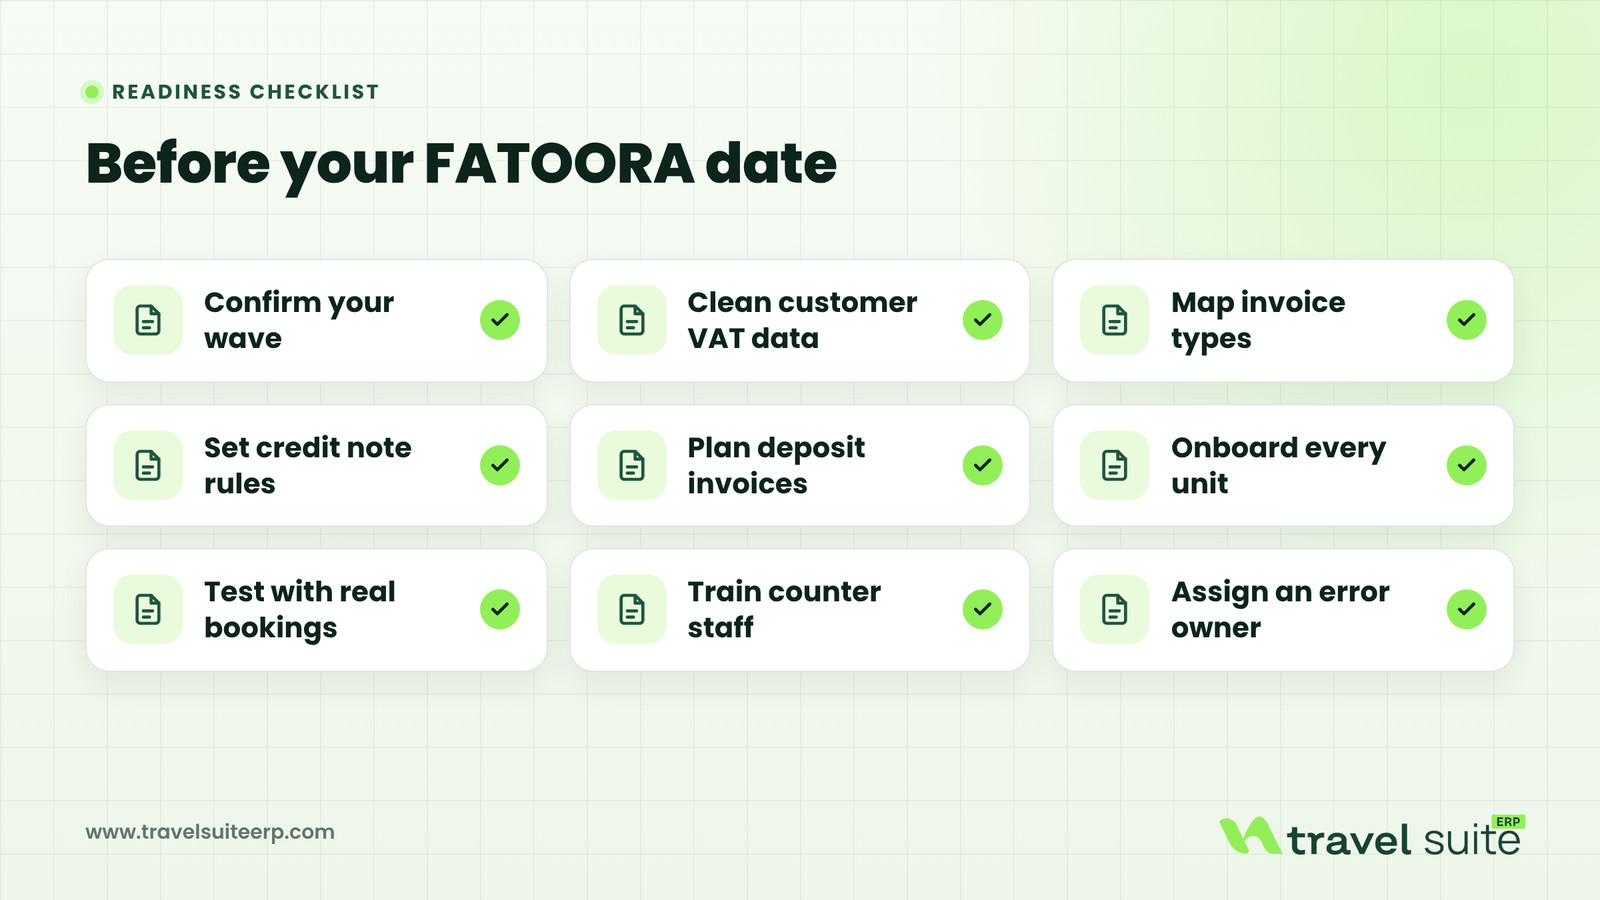 READINESS CHECKLIST
Before your FATOORA date
Confirm your
wave
Clean customer
VAT data
Map invoice
types
Set credit note
rules
Plan deposit
invoices
Onboard every
unit
Test with real
bookings
Train counter
staff
Assign an error
owner
www.travelsuiteerp.com
travel suite ERP